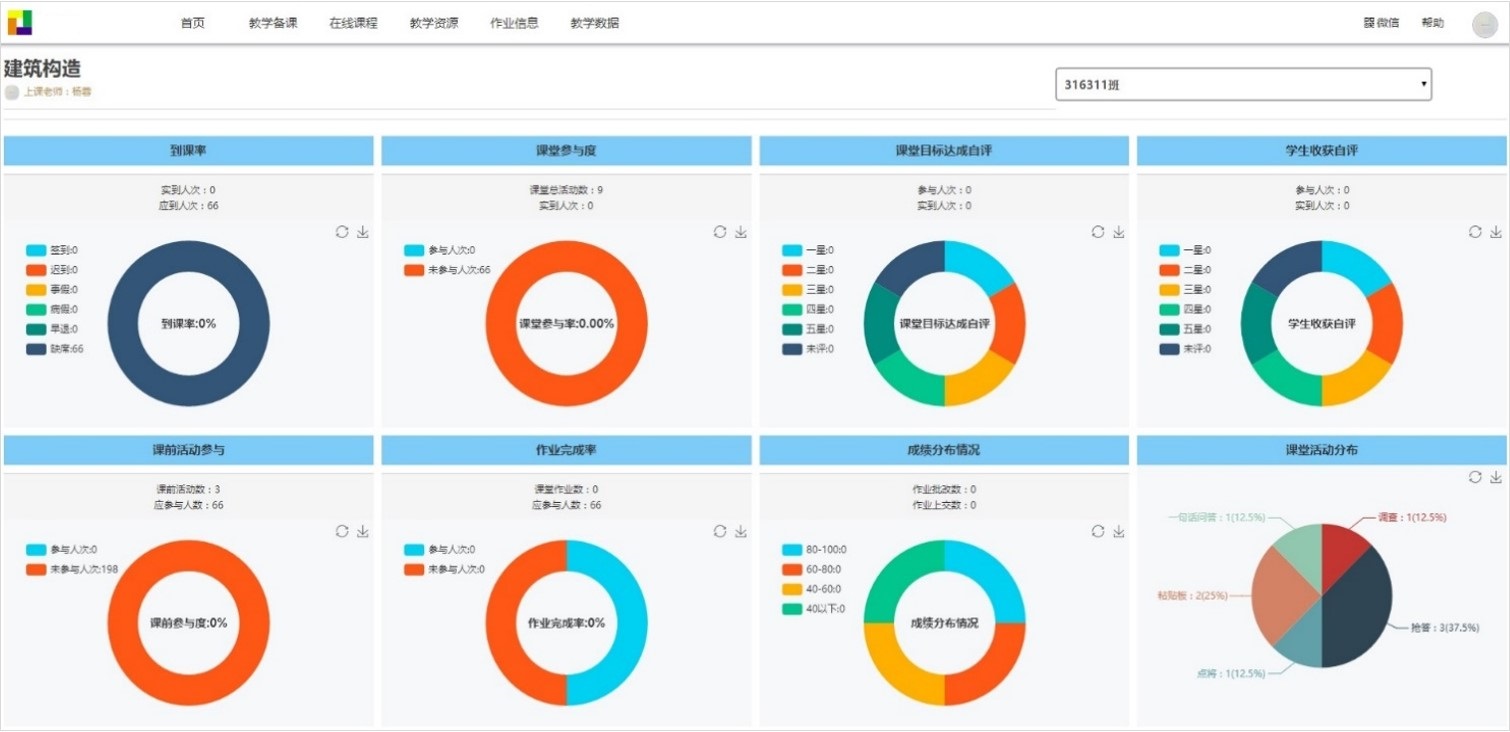 首页 教学备课 在线课程 教学资源 作业信息 教学数据 微信 帮助
建筑构造
上课老师：杨蓉
316311班
到课率
实到人次：0
应到人次：66
签到:0
迟到:0
事假:0
病假:0
早退:0
缺席:66
到课率:0%
课堂参与度
课堂总活动数：9
实到人次：0
参与人次:0
未参与人次:66
课堂参与率:0.00%
课堂目标达成自评
参与人次：0
实到人次：0
一星:0
二星:0
三星:0
四星:0
五星:0
未评:0
课堂目标达成自评
学生收获自评
参与人次：0
实到人次：0
一星:0
二星:0
三星:0
四星:0
五星:0
未评:0
学生收获自评
课前活动参与
课前活动数：3
应参与人数：66
参与人次:0
未参与人次:198
课前参与度:0%
作业完成率
课堂作业数：0
应参与人数：66
参与人次:0
未参与人次:0
作业完成率:0%
成绩分布情况
作业批改数：0
作业上交数：0
80-100:0
60-80:0
40-60:0
40以下:0
成绩分布情况
课堂活动分布
一句话问答：1(12.5%)
调查：1(12.5%)
粘贴板：2(25%)
抢答：3(37.5%)
点将：1(12.5%)